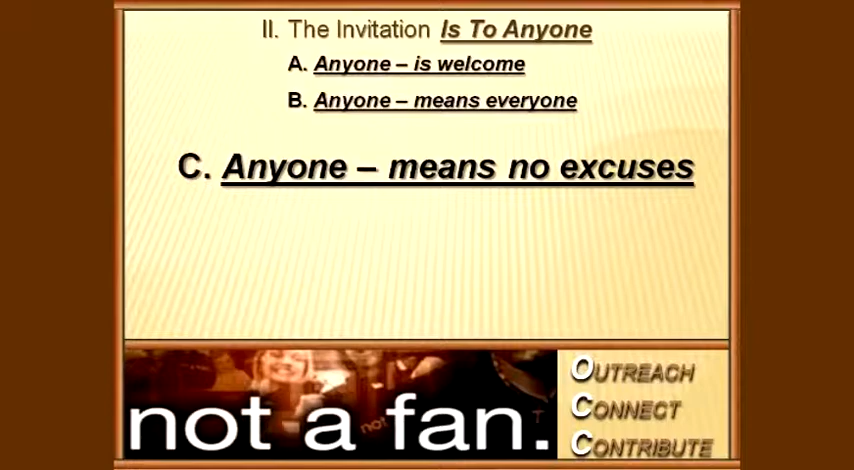 II. The Invitation Is To Anyone
A. Anyone – is welcome
B. Anyone – means everyone
C. Anyone – means no excuses
not a fan.
not
OUTREACH
CONNECT
CONTRIBUTE